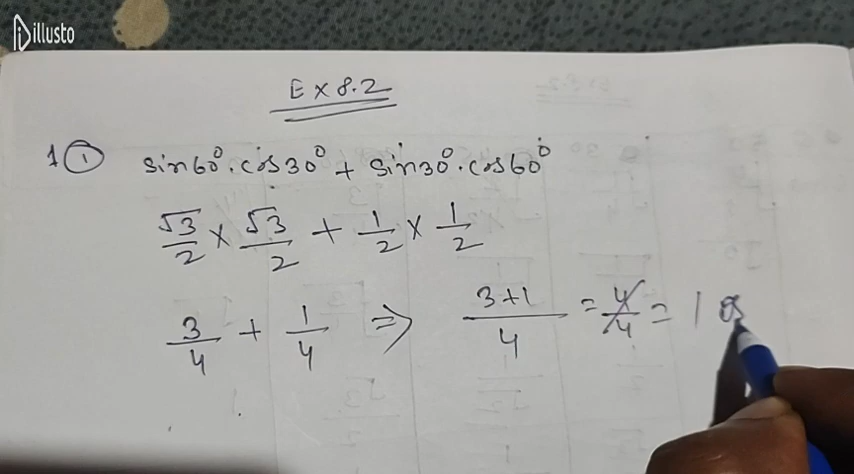 illusto
Ex 8.2
1 (1) sin60°.cos30° + sin30°.cos60°
√3/2 × √3/2 + 1/2 × 1/2
3/4 + 1/4 ⇒ 3+1/4 = 4/4 = 1